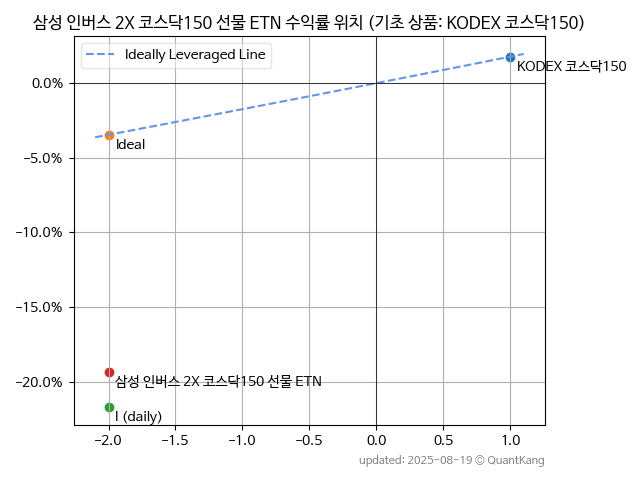 삼성 인버스 2X 코스닥150 선물 ETN 수익률 위치 (기초 상품: KODEX 코스닥150)
Ideally Leveraged Line
0.0%
−5.0%
−10.0%
−15.0%
−20.0%
KODEX 코스닥150
Ideal
삼성 인버스 2X 코스닥150 선물 ETN
I (daily)
−2.0 −1.5 −1.0 −0.5 0.0 0.5 1.0
updated: 2025-08-19 © QuantKang